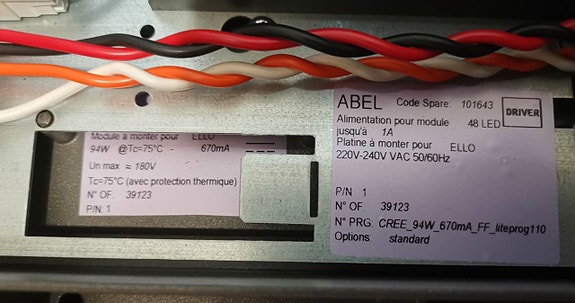 Module à monter pour ELLO
94W @Tc=75°C - 670mA
Un max ≈ 180V
Tc=75°C (avec protection thermique)
N° OF: 39123
P/N: 1
ABEL Code Spare: 101643
Alimentation pour module 48 LED
jusqu'à 1A
DRIVER
Platine à monter pour ELLO
220V-240V VAC 50/60Hz
P/N 1
N° OF 39123
N° PRG: CREE_94W_670mA_FF_liteprog110
Options: standard